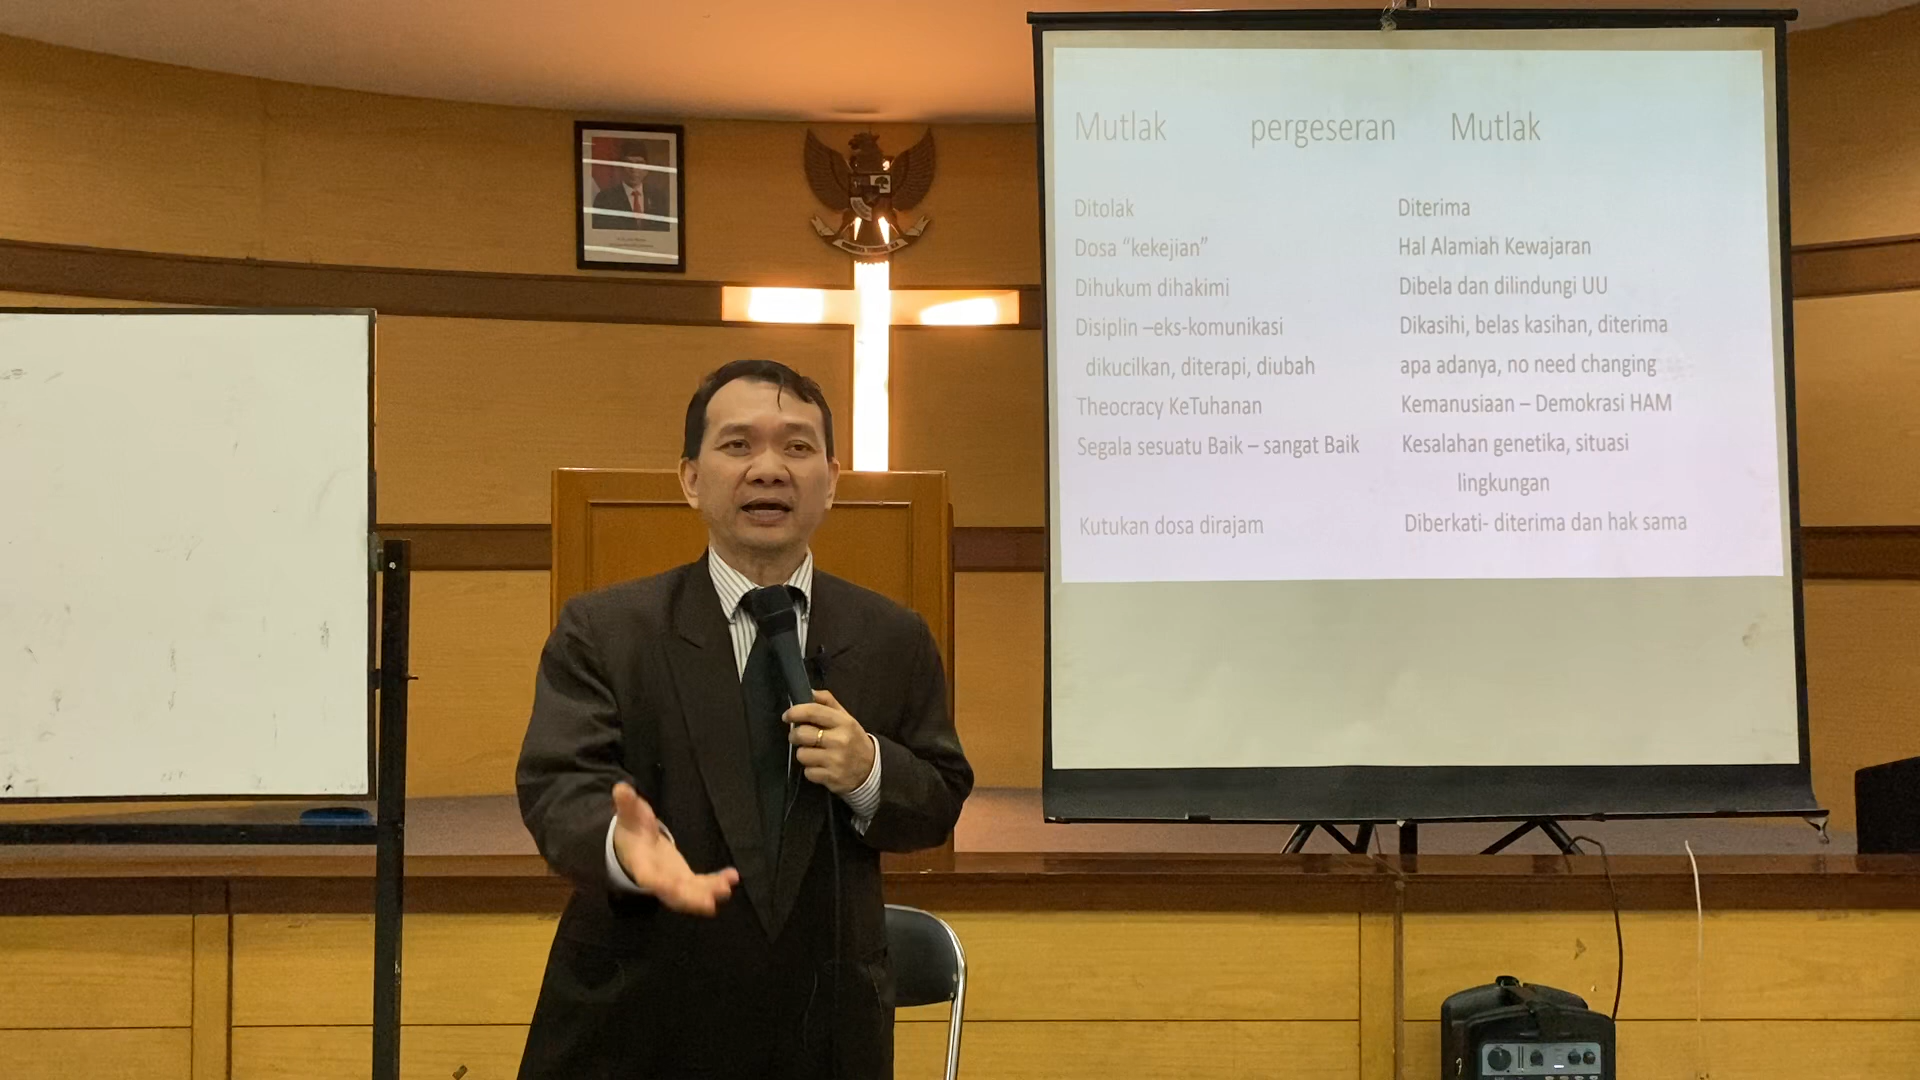 Mutlak pergeseran Mutlak
Ditolak Diterima
Dosa “kekejian” Hal Alamiah Kewajaran
Dihukum dihakimi Dibela dan dilindungi UU
Disiplin –eks-komunikasi Dikasihi, belas kasihan, diterima
dikucilkan, diterapi, diubah apa adanya, no need changing
Theocracy KeTuhanan Kemanusiaan – Demokrasi HAM
Segala sesuatu Baik – sangat Baik Kesalahan genetika, situasi
lingkungan
Kutukan dosa dirajam Diberkati- diterima dan hak sama